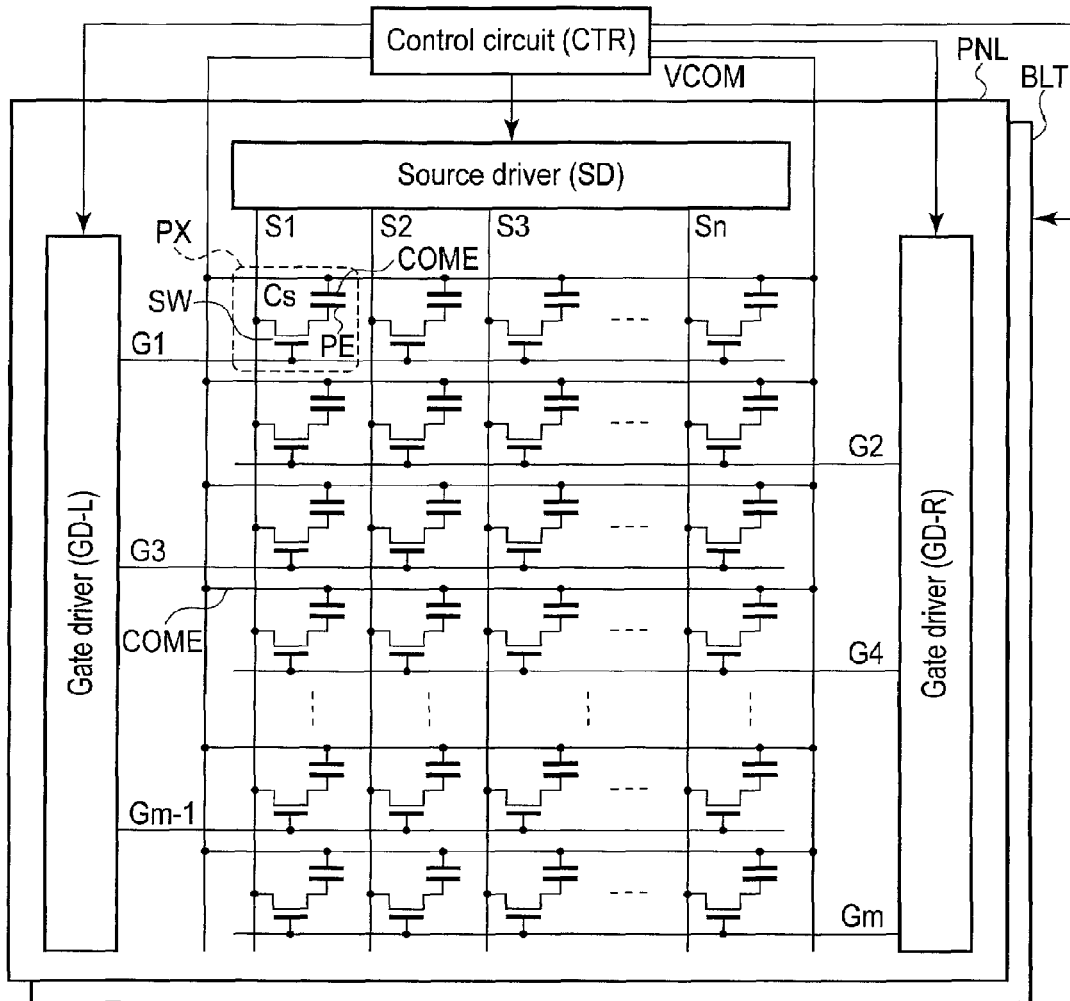 Control circuit (CTR)
VCOM
PNL
BLT
Source driver (SD)
S1
S2
S3
Sn
PX
COME
Cs
SW
PE
G1
G2
G3
COME
G4
Gm-1
Gm
Gate driver (GD-L)
Gate driver (GD-R)